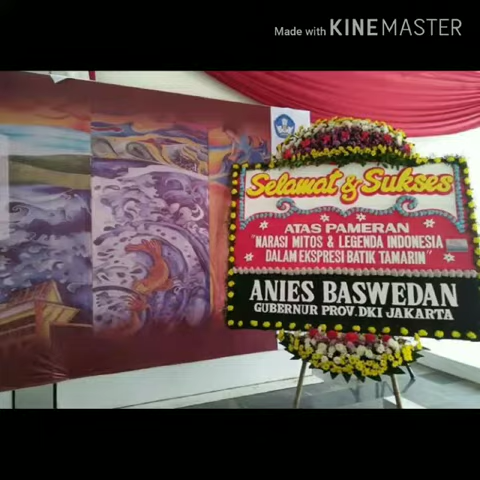 Made with KINEMASTER
Selamat & Sukses
ATAS PAMERAN
"NARASI MITOS & LEGENDA INDONESIA
DALAM EKSPRESI BATIK TAMARIN"
ANIES BASWEDAN
GUBERNUR PROV. DKI JAKARTA